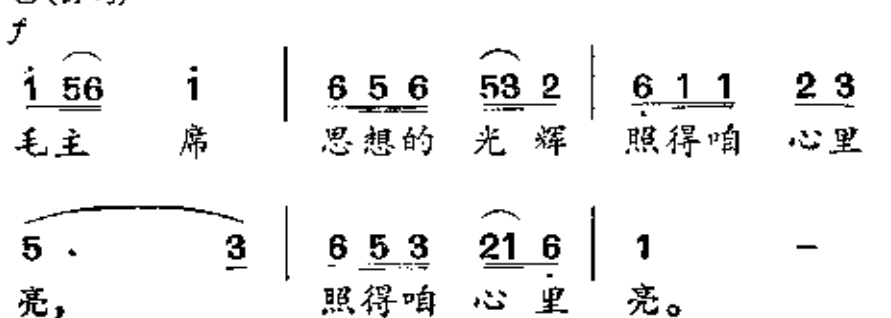 f
i 56 i | 6 5 6 53 2 | 6 1 1 2 3
毛主 席 思想的 光 辉 照得咱 心里
5 · 3 | 6 5 3 21 6 | 1 –
亮, 照得咱 心 里 亮。